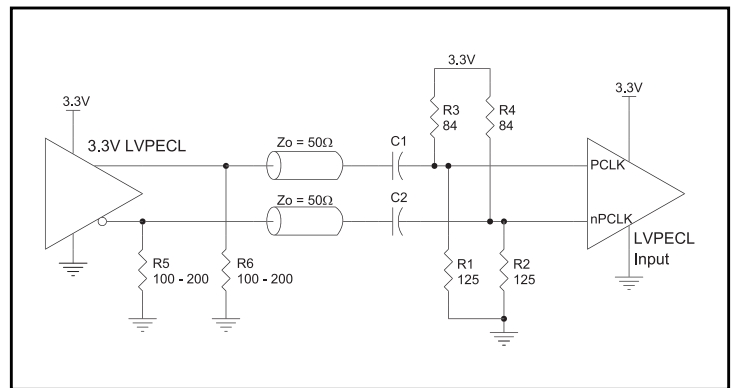 3.3V
3.3V LVPECL
Zo = 50Ω
Zo = 50Ω
C1
C2
3.3V
R3
84
R4
84
3.3V
PCLK
nPCLK
LVPECL
Input
R5
100 - 200
R6
100 - 200
R1
125
R2
125